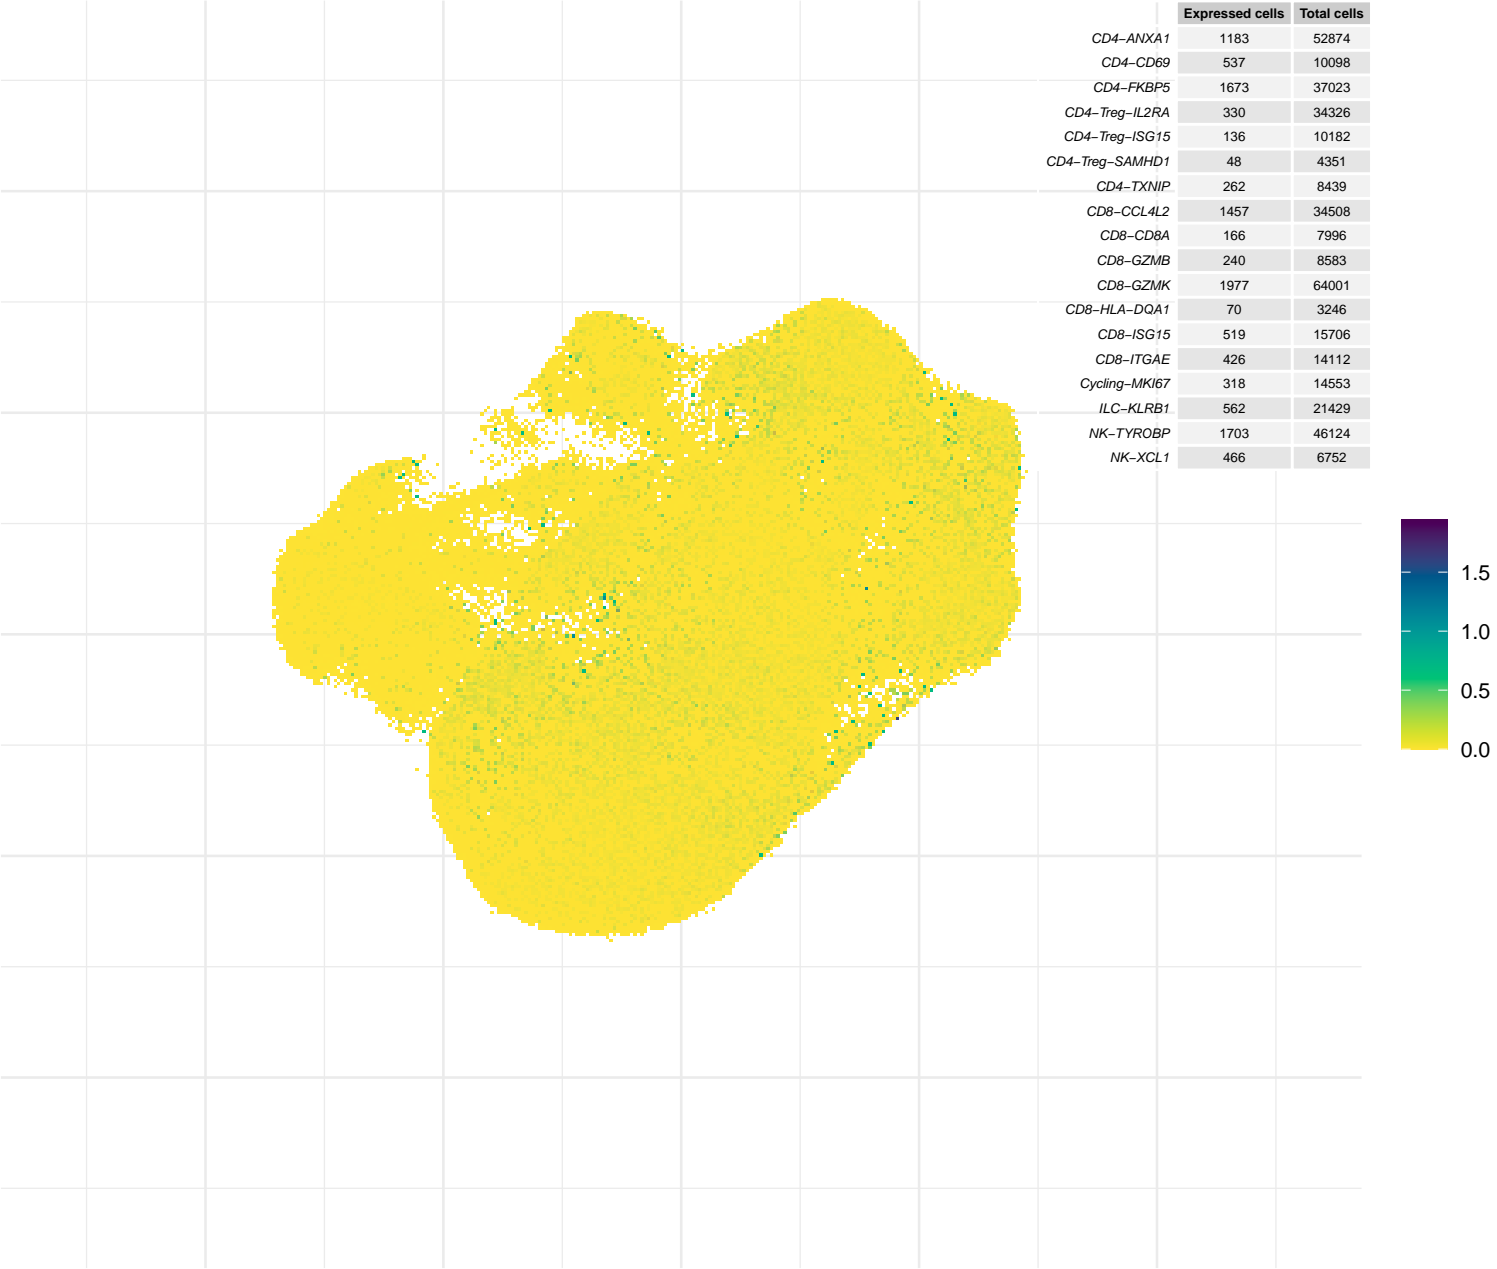 Expressed cells Total cells
CD4−ANXA1 1183 52874
CD4−CD69 537 10098
CD4−FKBP5 1673 37023
CD4−Treg−IL2RA 330 34326
CD4−Treg−ISG15 136 10182
CD4−Treg−SAMHD1 48 4351
CD4−TXNIP 262 8439
CD8−CCL4L2 1457 34508
CD8−CD8A 166 7996
CD8−GZMB 240 8583
CD8−GZMK 1977 64001
CD8−HLA−DQA1 70 3246
CD8−ISG15 519 15706
CD8−ITGAE 426 14112
Cycling−MKI67 318 14553
ILC−KLRB1 562 21429
NK−TYROBP 1703 46124
NK−XCL1 466 6752
1.5
1.0
0.5
0.0